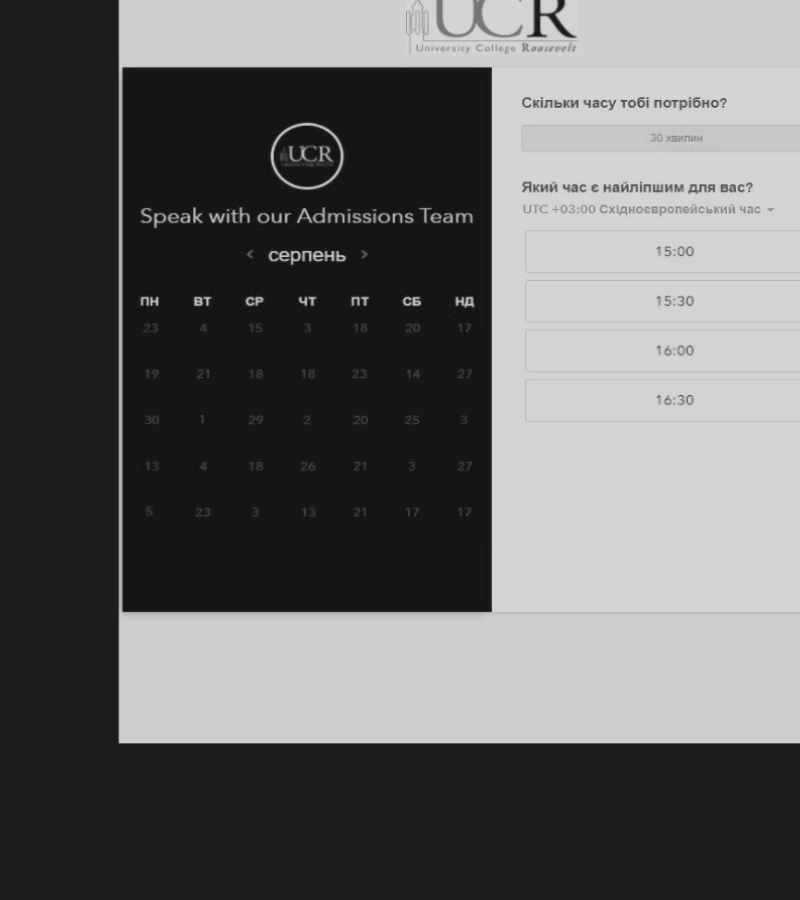 UCR
University College Roosevelt
UCR
Speak with our Admissions Team
< серпень >
ПН ВТ СР ЧТ ПТ СБ НД
23 4 15 3 18 20 17
19 21 18 18 23 14 27
30 1 29 2 20 25 3
13 4 18 26 21 3 27
5 23 3 13 21 17 17
Скільки часу тобі потрібно?
30 хвилин
Який час є найліпшим для вас?
UTC +03:00 Східноєвропейський час
15:00
15:30
16:00
16:30